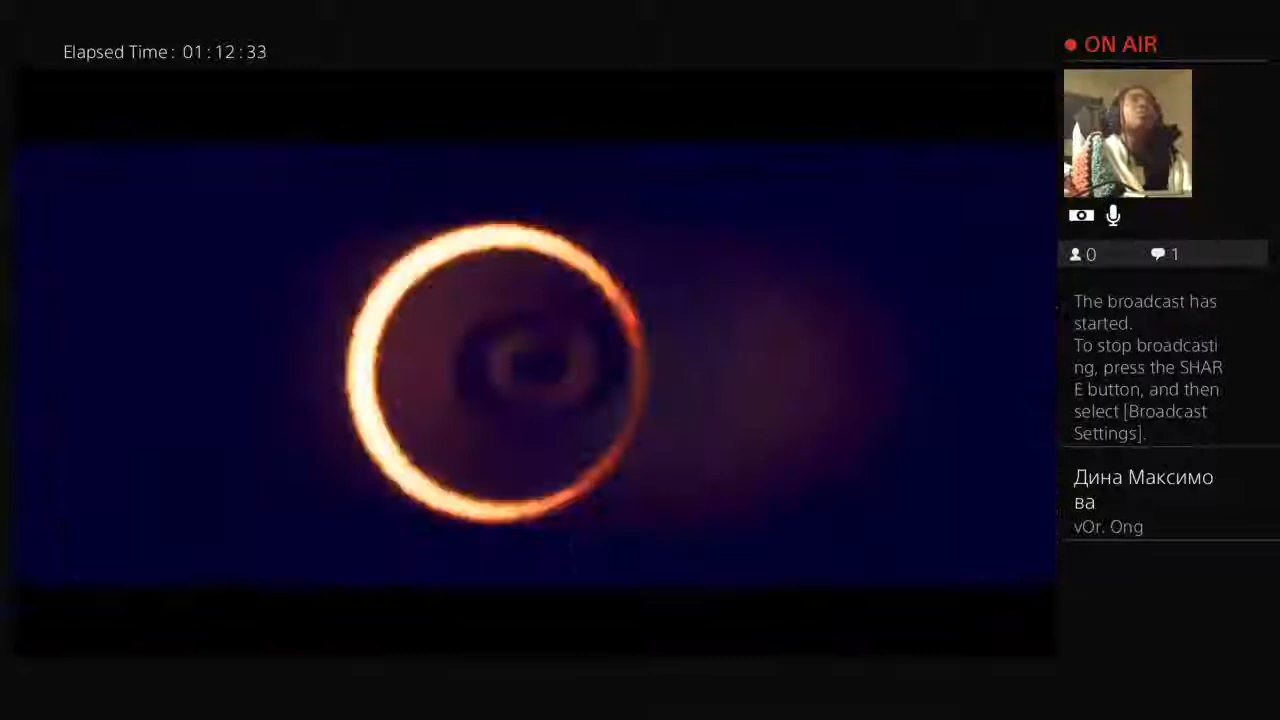 Elapsed Time: 01:12:33
ON AIR
0
1
The broadcast has
started.
To stop broadcasti
ng, press the SHAR
E button, and then
select [Broadcast
Settings].
Дина Максимо
ва
vOr. Ong